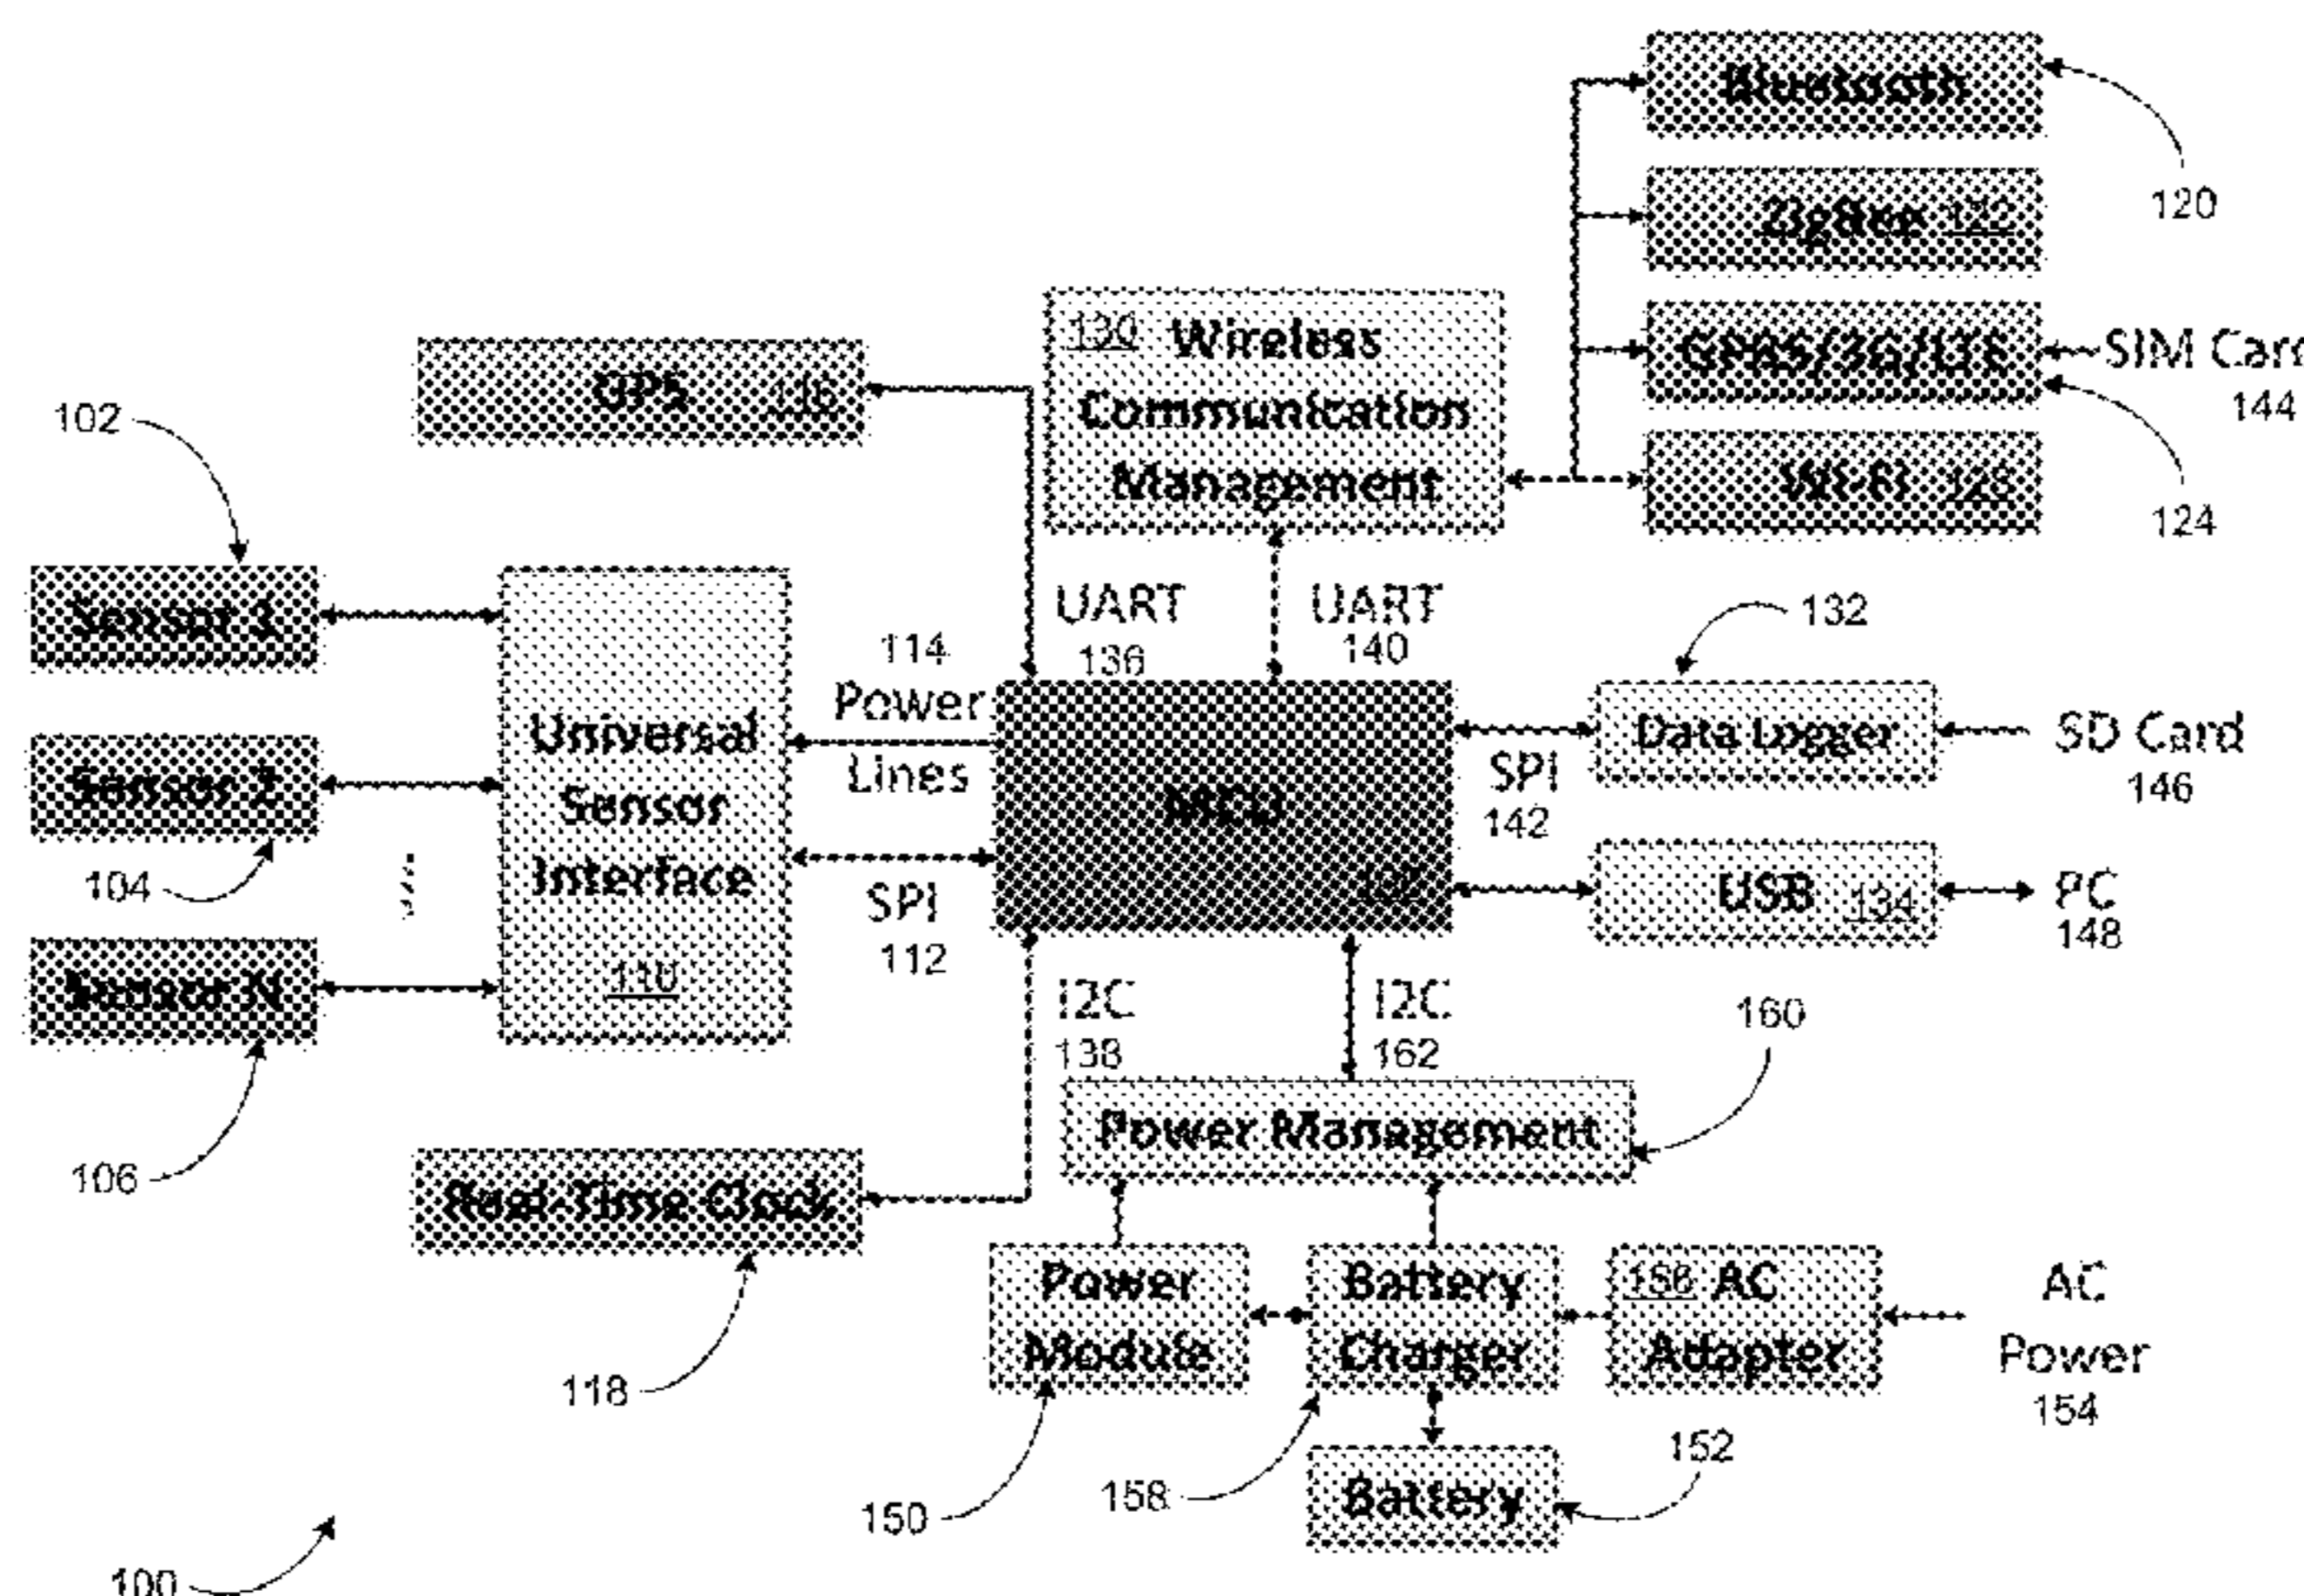 Bluetooth
120
ZigBee 122
130 Wireless
Communication
Management
GPRS/3G/LTE
SIM Card
144
GPS 116
102
Wi-Fi
124
Sensor 1
UART
136
UART
140
132
114
Power
Lines
Universal
Sensor
Interface
110
MCU
Data Logger
SD Card
146
SPI
142
Sensor 2
104
SPI
112
USB 134
PC
148
Sensor N
106
I2C
138
I2C
162
160
Power Management
Real-Time Clock
118
Power
Module
150
Battery
Charger
158
156 AC
Adapter
AC
Power
154
Battery
152
100